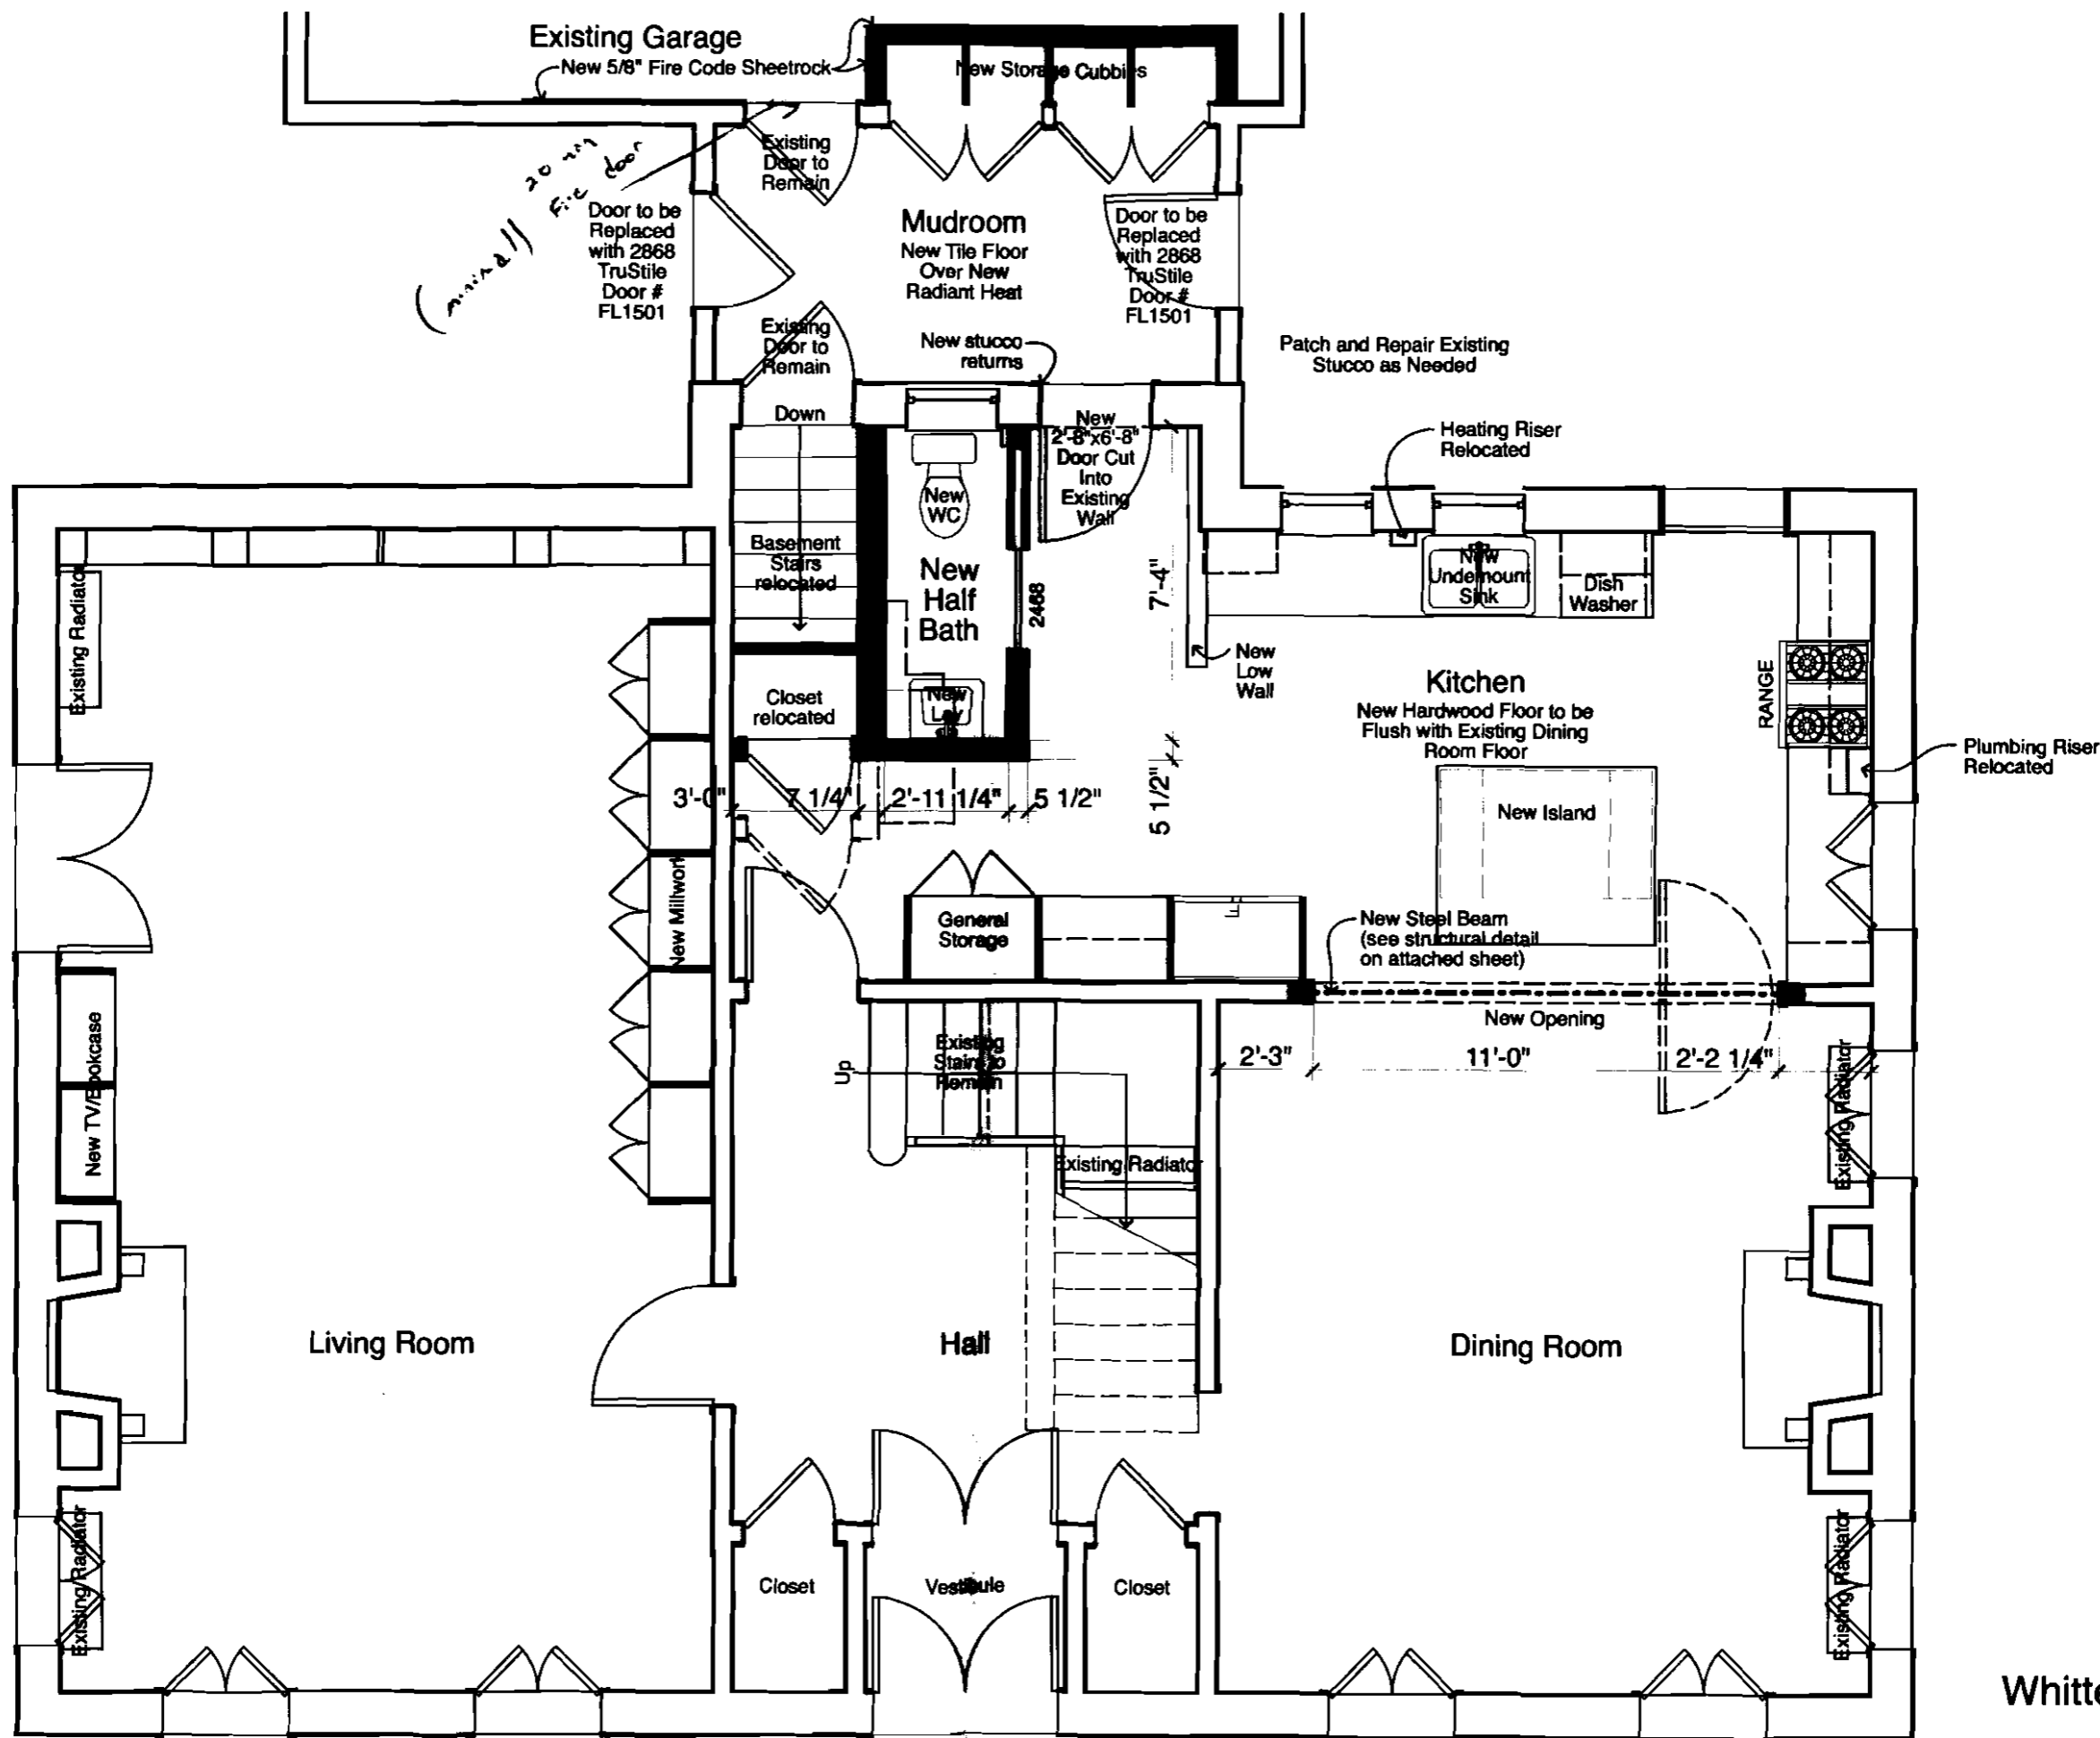 Existing Garage
New 5/8" Fire Code Sheetrock
New Storage Cubbies
Existing
Door to
Remain
20 min
Fire door
Door to be
Replaced
with 2868
TruStile
Door #
FL1501
Mudroom
New Tile Floor
Over New
Radiant Heat
Door to be
Replaced
with 2868
TruStile
Door #
FL1501
Existing
Door to
Remain
New stucco
returns
Patch and Repair Existing
Stucco as Needed
Down
New
2'-8"x6'-8"
Door Cut
Into
Existing
Wall
Heating Riser
Relocated
New
WC
Basement
Stairs
relocated
New
Half
Bath
2468
7'-4"
New
Undermount
Sink
Dish
Washer
Existing Radiator
New
Low
Wall
Closet
relocated
New
Lav
Kitchen
New Hardwood Floor to be
Flush with Existing Dining
Room Floor
RANGE
Plumbing Riser
Relocated
3'-0"
7 1/4"
2'-11 1/4"
5 1/2"
5 1/2"
New Island
New Millwork
General
Storage
New Steel Beam
(see structural detail
on attached sheet)
New Opening
New TV/Bookcase
Up
Existing
Stairs to
Remain
2'-3"
11'-0"
2'-2 1/4"
Existing Radiator
Existing Radiator
Living Room
Hall
Dining Room
Existing Radiator
Closet
Vestibule
Closet
Existing Radiator
Whitte